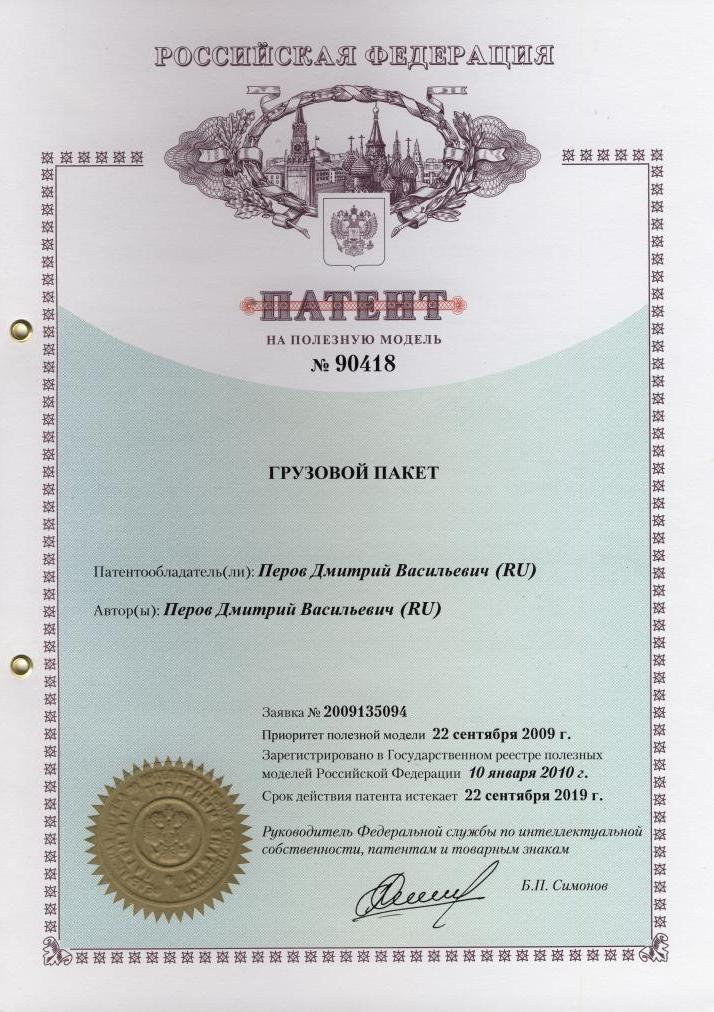 РОССИЙСКАЯ ФЕДЕРАЦИЯ
ПАТЕНТ
НА ПОЛЕЗНУЮ МОДЕЛЬ
№ 90418
ГРУЗОВОЙ ПАКЕТ
Патентообладатель(ли): Перов Дмитрий Васильевич (RU)
Автор(ы): Перов Дмитрий Васильевич (RU)
Заявка № 2009135094
Приоритет полезной модели 22 сентября 2009 г.
Зарегистрировано в Государственном реестре полезных
моделей Российской Федерации 10 января 2010 г.
Срок действия патента истекает 22 сентября 2019 г.
Руководитель Федеральной службы по интеллектуальной
собственности, патентам и товарным знакам
Б.П. Симонов